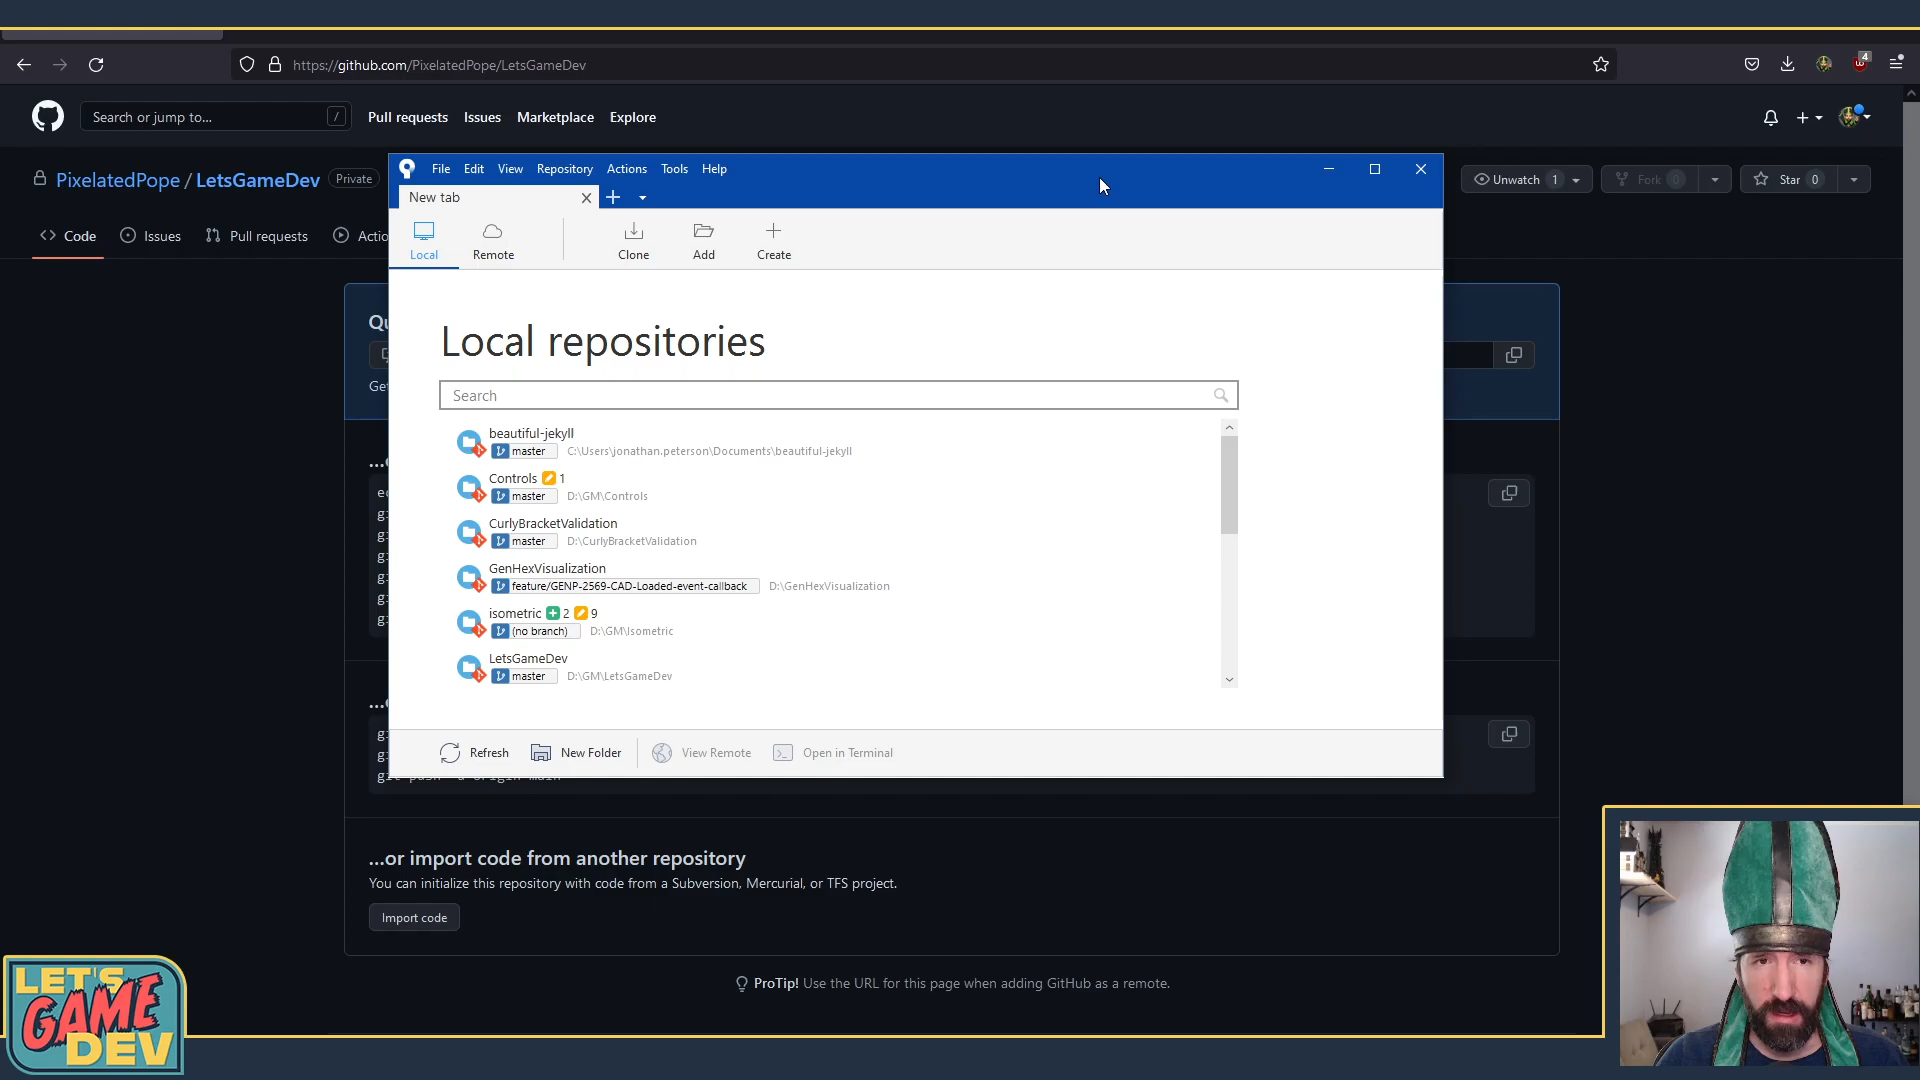 https://github.com/PixelatedPope/LetsGameDev
4
Search or jump to... /
Pull requests Issues Marketplace Explore
PixelatedPope / LetsGameDev Private
Unwatch 1 Fork 0 Star 0
Code Issues Pull requests Actio
File Edit View Repository Actions Tools Help
New tab
Local Remote Clone Add Create
Qu
Get
Local repositories
Search
beautiful-jekyll
master C:\Users\jonathan.peterson\Documents\beautiful-jekyll
Controls 1
master D:\GM\Controls
CurlyBracketValidation
master D:\CurlyBracketValidation
GenHexVisualization
feature/GENP-2569-CAD-Loaded-event-callback D:\GenHexVisualization
isometric 2 9
(no branch) D:\GM\Isometric
LetsGameDev
master D:\GM\LetsGameDev
Refresh New Folder View Remote Open in Terminal
...or import code from another repository
You can initialize this repository with code from a Subversion, Mercurial, or TFS project.
Import code
ProTip! Use the URL for this page when adding GitHub as a remote.
LET'S
GAME
DEV